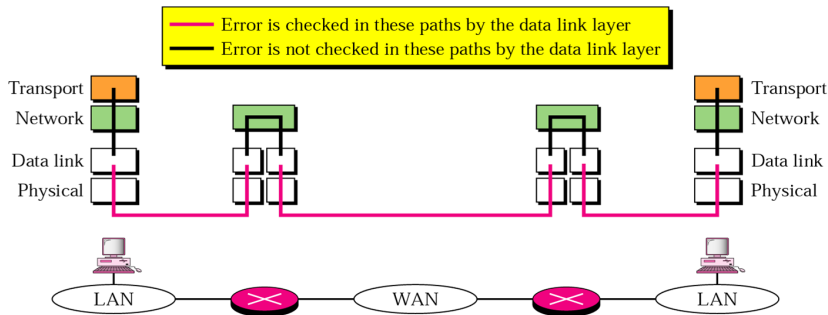 Error is checked in these paths by the data link layer
Error is not checked in these paths by the data link layer
Transport
Transport
Network
Network
Data link
Data link
Physical
Physical
LAN
WAN
LAN